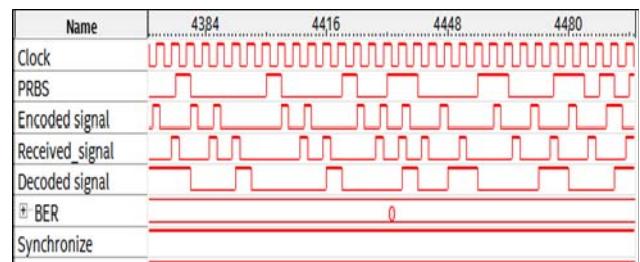 Name 4384 4416 4448 4480
Clock
PRBS
Encoded signal
Received_signal
Decoded signal
BER 0
Synchronize